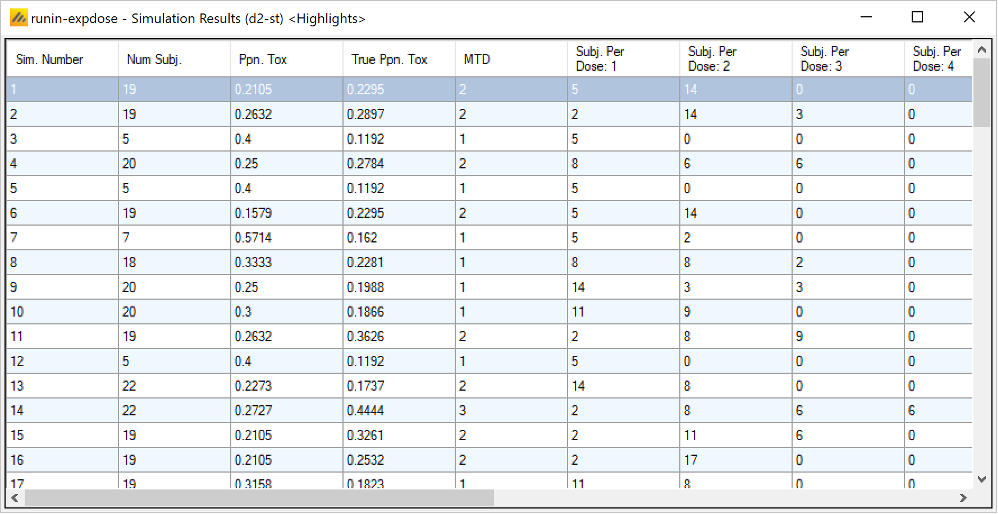 runin-expdose - Simulation Results (d2-st) <Highlights>
Sim. Number Num Subj. Ppn. Tox True Ppn. Tox MTD Subj. Per Dose: 1 Subj. Per Dose: 2 Subj. Per Dose: 3 Subj. Per Dose: 4
1 19 0.2105 0.2295 2 5 14 0 0
2 19 0.2632 0.2897 2 2 14 3 0
3 5 0.4 0.1192 1 5 0 0 0
4 20 0.25 0.2784 2 8 6 6 0
5 5 0.4 0.1192 1 5 0 0 0
6 19 0.1579 0.2295 2 5 14 0 0
7 7 0.5714 0.162 1 5 2 0 0
8 18 0.3333 0.2281 1 8 8 2 0
9 20 0.25 0.1988 1 14 3 3 0
10 20 0.3 0.1866 1 11 9 0 0
11 19 0.2632 0.3626 2 2 8 9 0
12 5 0.4 0.1192 1 5 0 0 0
13 22 0.2273 0.1737 2 14 8 0 0
14 22 0.2727 0.4444 3 2 8 6 6
15 19 0.2105 0.3261 2 2 11 6 0
16 19 0.2105 0.2532 2 2 17 0 0
17 19 0.3158 0.1823 1 11 8 0 0